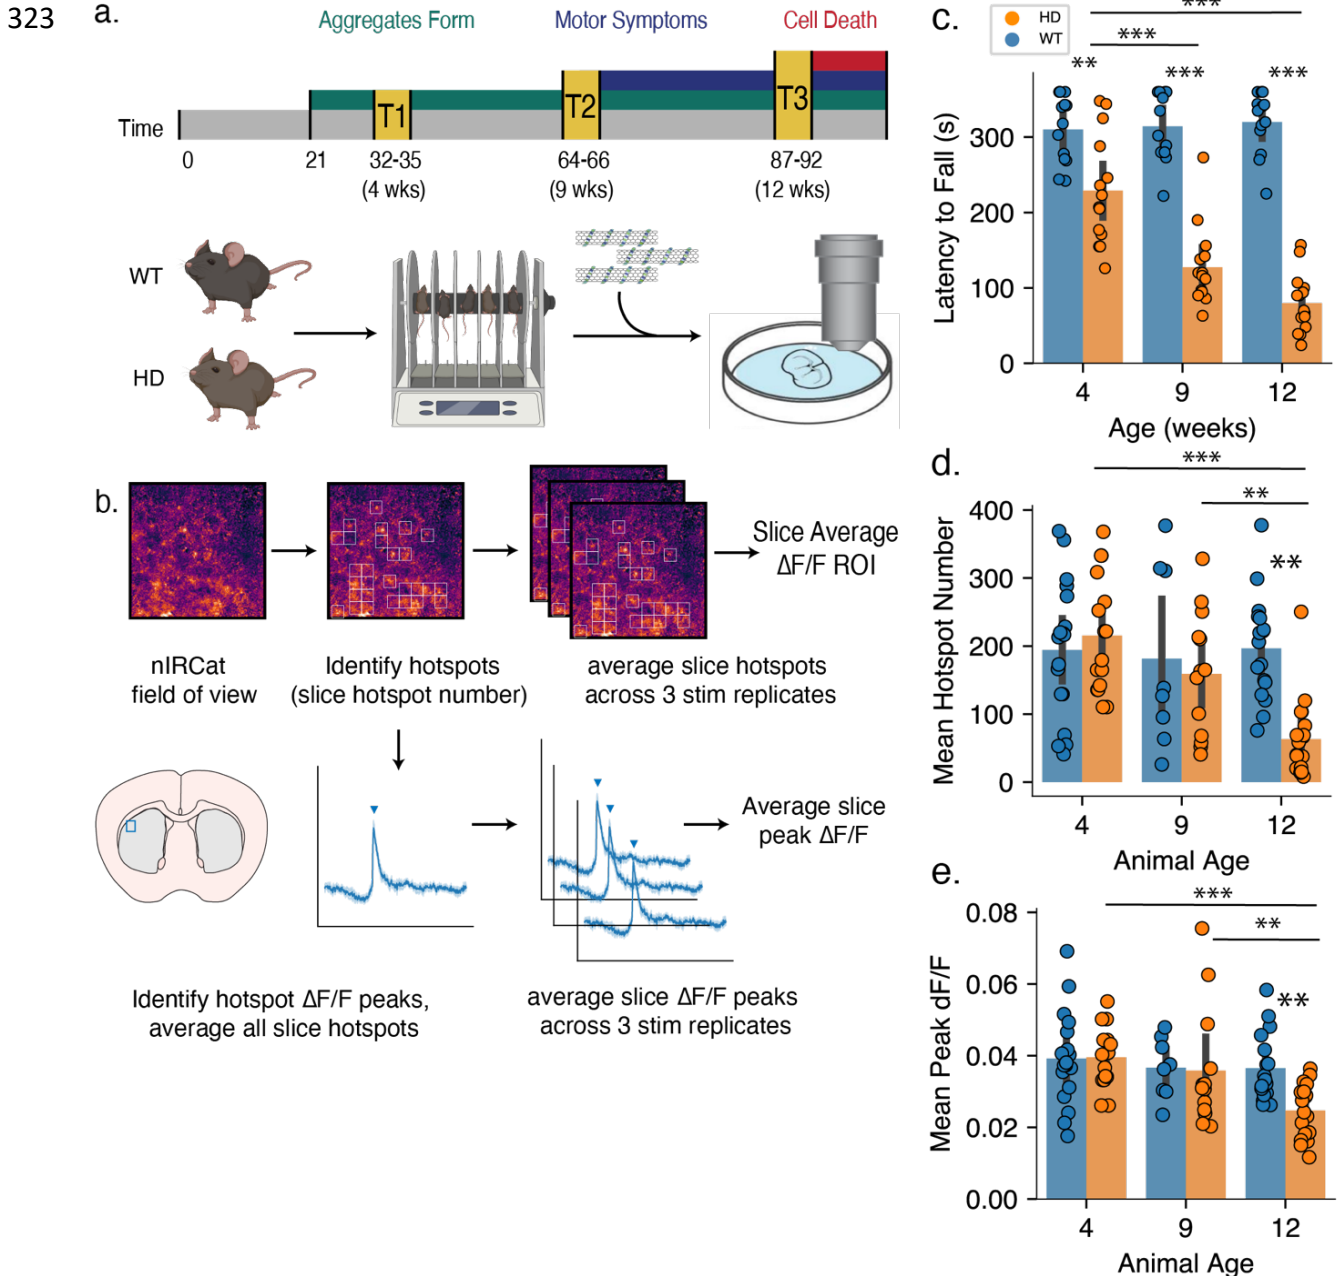 323
a.
Aggregates Form Motor Symptoms Cell Death
T1 T2 T3
Time
0 21 32-35 64-66 87-92
(4 wks) (9 wks) (12 wks)
WT
HD
b.
Slice Average
ΔF/F ROI
nIRCat
field of view
Identify hotspots
(slice hotspot number)
average slice hotspots
across 3 stim replicates
Average slice
peak ΔF/F
Identify hotspot ΔF/F peaks,
average all slice hotspots
average slice ΔF/F peaks
across 3 stim replicates
c.
HD
WT
***
***
** *** ***
Latency to Fall (s)
300
200
100
0
4 9 12
Age (weeks)
d.
***
**
**
Mean Hotspot Number
400
300
200
100
0
4 9 12
Animal Age
e.
***
**
**
Mean Peak dF/F
0.08
0.06
0.04
0.02
0.00
4 9 12
Animal Age